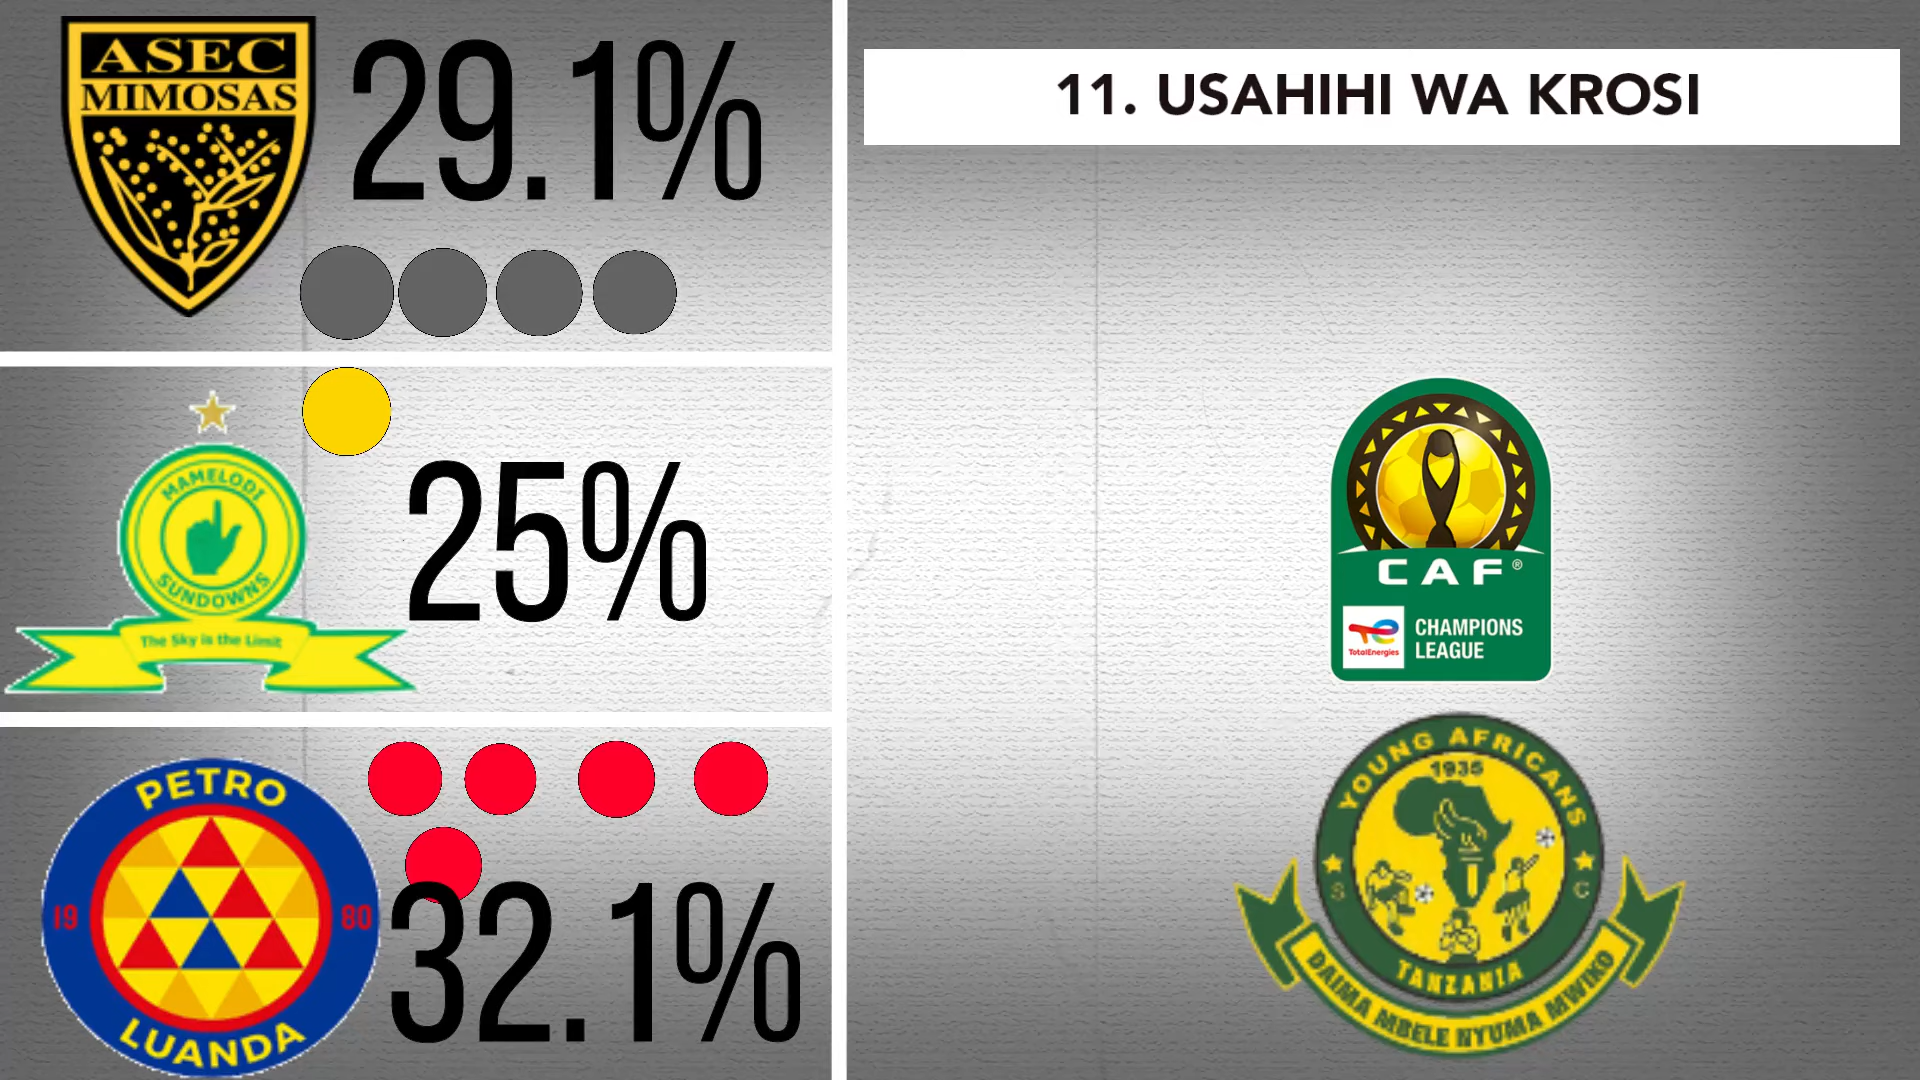 ASEC
MIMOSAS
29.1%
11. USAHIHI WA KROSI
MAMELODI
SUNDOWNS
The Sky is the Limit
25%
CAF®
TotalEnergies
CHAMPIONS
LEAGUE
PETRO
19 80
LUANDA
32.1%
YOUNG AFRICANS
1935
S C
TANZANIA
DAIMA MBELE NYUMA MWIKO